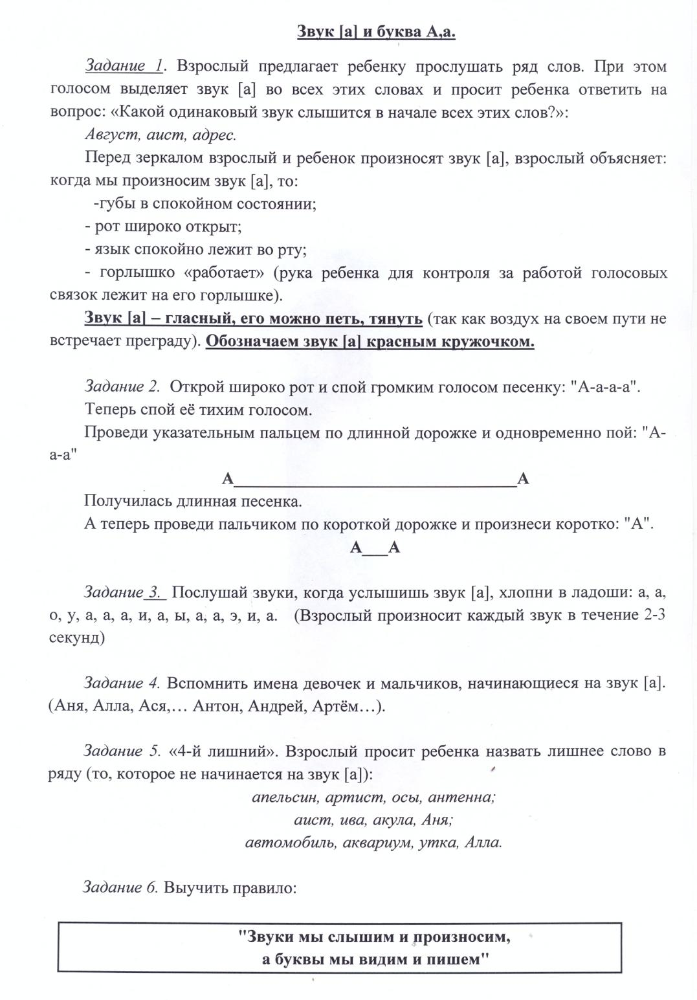 Звук [а] и буква А,а.
Задание 1. Взрослый предлагает ребенку прослушать ряд слов. При этом
голосом выделяет звук [а] во всех этих словах и просит ребенка ответить на
вопрос: «Какой одинаковый звук слышится в начале всех этих слов?»:
Август, аист, адрес.
Перед зеркалом взрослый и ребенок произносят звук [а], взрослый объясняет:
когда мы произносим звук [а], то:
-губы в спокойном состоянии;
- рот широко открыт;
- язык спокойно лежит во рту;
- горлышко «работает» (рука ребенка для контроля за работой голосовых
связок лежит на его горлышке).
Звук [а] – гласный, его можно петь, тянуть (так как воздух на своем пути не
встречает преграду). Обозначаем звук [а] красным кружочком.
Задание 2. Открой широко рот и спой громким голосом песенку: "А-а-а-а".
Теперь спой её тихим голосом.
Проведи указательным пальцем по длинной дорожке и одновременно пой: "А-
а-а"
А__________________________________А
Получилась длинная песенка.
А теперь проведи пальчиком по короткой дорожке и произнеси коротко: "А".
А___А
Задание 3. Послушай звуки, когда услышишь звук [а], хлопни в ладоши: а, а,
о, у, а, а, а, и, а, ы, а, а, э, и, а. (Взрослый произносит каждый звук в течение 2-3
секунд)
Задание 4. Вспомнить имена девочек и мальчиков, начинающиеся на звук [а].
(Аня, Алла, Ася,… Антон, Андрей, Артём…).
Задание 5. «4-й лишний». Взрослый просит ребенка назвать лишнее слово в
ряду (то, которое не начинается на звук [а]):
апельсин, артист, осы, антенна;
аист, ива, акула, Аня;
автомобиль, аквариум, утка, Алла.
Задание 6. Выучить правило:
"Звуки мы слышим и произносим,
а буквы мы видим и пишем"